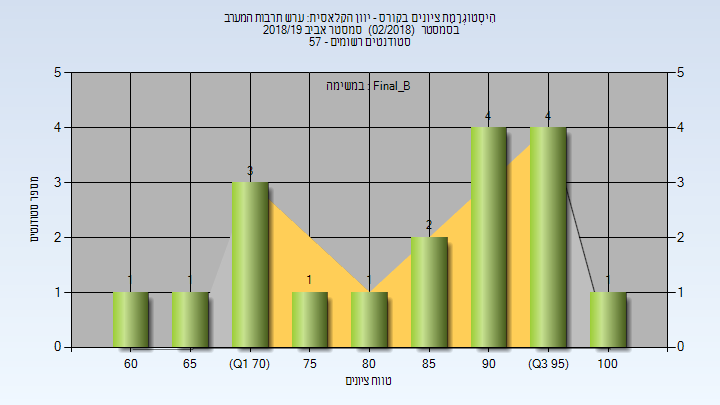 הִיסְטוֹגְרָמַת ציונים בקורס - יוון הקלאסית: ערש תרבות המערב
בסמסטר (02/2018) סמסטר אביב 2018/19
סטודנטים רשומים - 57
במשימה : Final_B
5 5
4 4
3 3
2 2
1 1
0 0
1 1 3 1 1 2 4 4 1
מספר סטודנטים
60 65 (Q1 70) 75 80 85 90 (Q3 95) 100
טווח ציונים